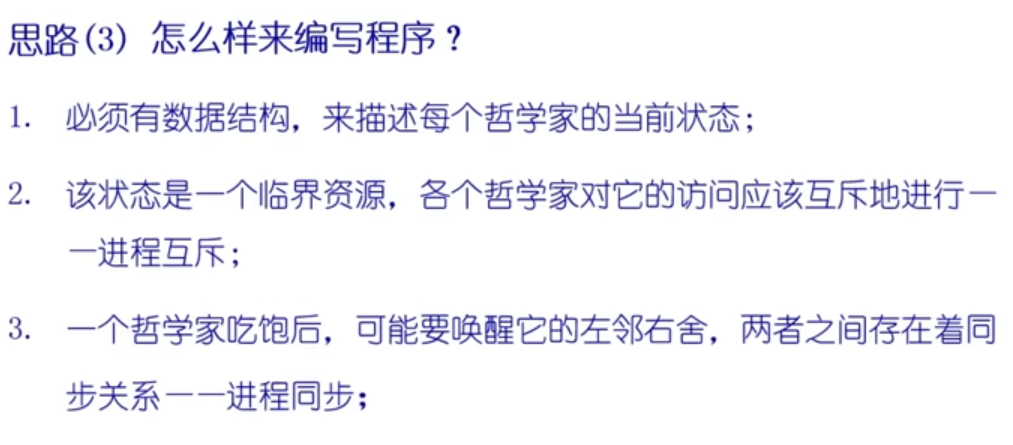 思路(3) 怎么样来编写程序？
1. 必须有数据结构，来描述每个哲学家的当前状态；
2. 该状态是一个临界资源，各个哲学家对它的访问应该互斥地进行—
—进程互斥；
3. 一个哲学家吃饱后，可能要唤醒它的左邻右舍，两者之间存在着同
步关系——进程同步；